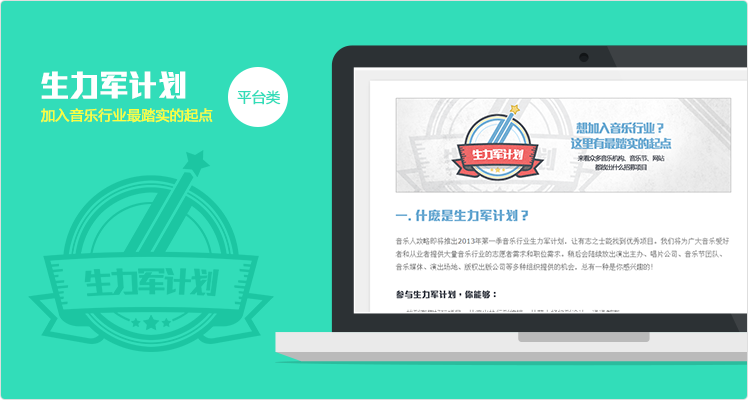 生力军计划
加入音乐行业最踏实的起点
平台类
生力军计划
生力军计划
想加入音乐行业？
这里有最踏实的起点
来看众多音乐机构、音乐节、网站
都放出什么招募项目
一. 什麽是生力军计划？
音乐人攻略即将推出2013年第一季音乐行业生力军计划，让有志之士能找到优秀项目。我们将为广大音乐爱好
者和从业者提供大量音乐行业的志愿者需求和职位需求。稍后会陆续放出演出主办、唱片公司、音乐节团队、
音乐媒体、演出场地、版权出版公司等多种组织提供的机会。总有一种是你感兴趣的！
参与生力军计划，你能够：